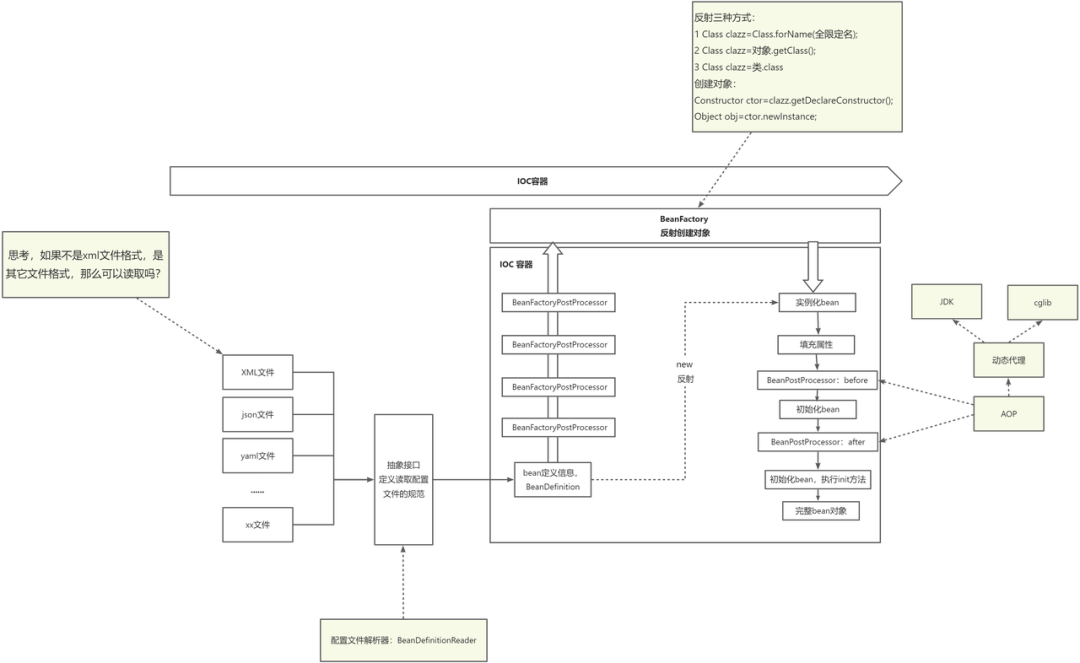 反射三种方式：
1 Class clazz=Class.forName(全限定名);
2 Class clazz=对象.getClass();
3 Class clazz=类.class
创建对象：
Constructor ctor=clazz.getDeclareConstructor();
Object obj=ctor.newInstance;
IOC容器
BeanFactory
反射创建对象
思考，如果不是xml文件格式，是
其它文件格式，那么可以读取吗？
XML文件
json文件
yaml文件
......
xx文件
抽象接口
定义读取配置
文件的规范
配置文件解析器：BeanDefinitionReader
IOC 容器
BeanFactoryPostProcessor
BeanFactoryPostProcessor
BeanFactoryPostProcessor
BeanFactoryPostProcessor
bean定义信息，
BeanDefinition
new
反射
实例化bean
填充属性
BeanPostProcessor：before
初始化bean
BeanPostProcessor：after
初始化bean，执行init方法
完整bean对象
JDK
cglib
动态代理
AOP